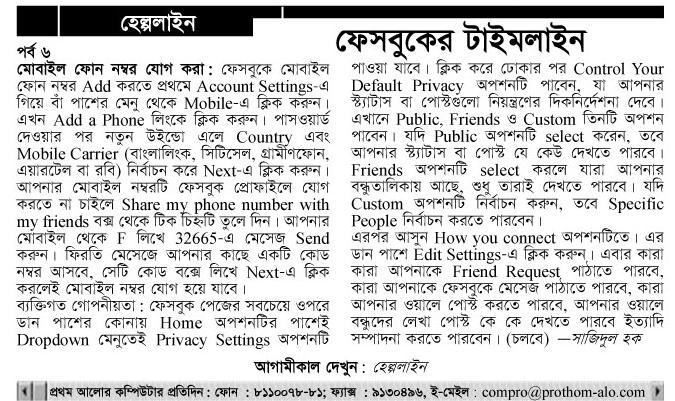 হেল্পলাইন
পর্ব ৬
ফেসবুকের টাইমলাইন
মোবাইল ফোন নম্বর যোগ করা : ফেসবুকে মোবাইল
ফোন নম্বর Add করতে প্রথমে Account Settings-এ
গিয়ে বাঁ পাশের মেনু থেকে Mobile-এ ক্লিক করুন।
এখন Add a Phone লিংকে ক্লিক করুন। পাসওয়ার্ড
দেওয়ার পর নতুন উইন্ডো এলে Country এবং
Mobile Carrier (বাংলালিংক, সিটিসেল, গ্রামীণফোন,
এয়ারটেল বা রবি) নির্বাচন করে Next-এ ক্লিক করুন।
আপনার মোবাইল নম্বরটি ফেসবুক প্রোফাইলে যোগ
করতে না চাইলে Share my phone number with
my friends বক্স থেকে টিক চিহ্নটি তুলে দিন। আপনার
মোবাইল থেকে F লিখে 32665-এ মেসেজ Send
করুন। ফিরতি মেসেজে আপনার কাছে একটি কোড
নম্বর আসবে, সেটি কোড বক্সে লিখে Next-এ ক্লিক
করলেই মোবাইল নম্বর যোগ হয়ে যাবে।
ব্যক্তিগত গোপনীয়তা : ফেসবুক পেজের সবচেয়ে ওপরে
ডান পাশের কোনায় Home অপশনটির পাশেই
Dropdown মেনুতেই Privacy Settings অপশনটি
পাওয়া যাবে। ক্লিক করে ঢোকার পর Control Your
Default Privacy অপশনটি পাবেন, যা আপনার
স্ট্যাটাস বা পোস্টগুলো নিয়ন্ত্রণের দিকনির্দেশনা দেবে।
এখানে Public, Friends ও Custom তিনটি অপশন
পাবেন। যদি Public অপশনটি select করেন, তবে
আপনার স্ট্যাটাস বা পোস্ট যে কেউ দেখতে পারবে।
Friends অপশনটি select করলে যারা আপনার
বন্ধুতালিকায় আছে, শুধু তারাই দেখতে পারবে। যদি
Custom অপশনটি নির্বাচন করুন, তবে Specific
People নির্বাচন করতে পারবেন।
এরপর আসুন How you connect অপশনটিতে। এর
ডান পাশে Edit Settings-এ ক্লিক করুন। এবার কারা
কারা আপনাকে Friend Request পাঠাতে পারবে,
কারা আপনাকে ফেসবুকে মেসেজ পাঠাতে পারবে, কারা
আপনার ওয়ালে পোস্ট করতে পারবে, আপনার ওয়ালে
বন্ধুদের লেখা পোস্ট কে কে দেখতে পারবে ইত্যাদি
সম্পাদনা করতে পারবেন। (চলবে) —সাজিদুল হক
আগামীকাল দেখুন : হেল্পলাইন
প্রথম আলোর কম্পিউটার প্রতিদিন : ফোন : ৮১১০০৭৮-৮১; ফ্যাক্স : ৯১৩০৪৯৬, ই-মেইল : compro@prothom-alo.com